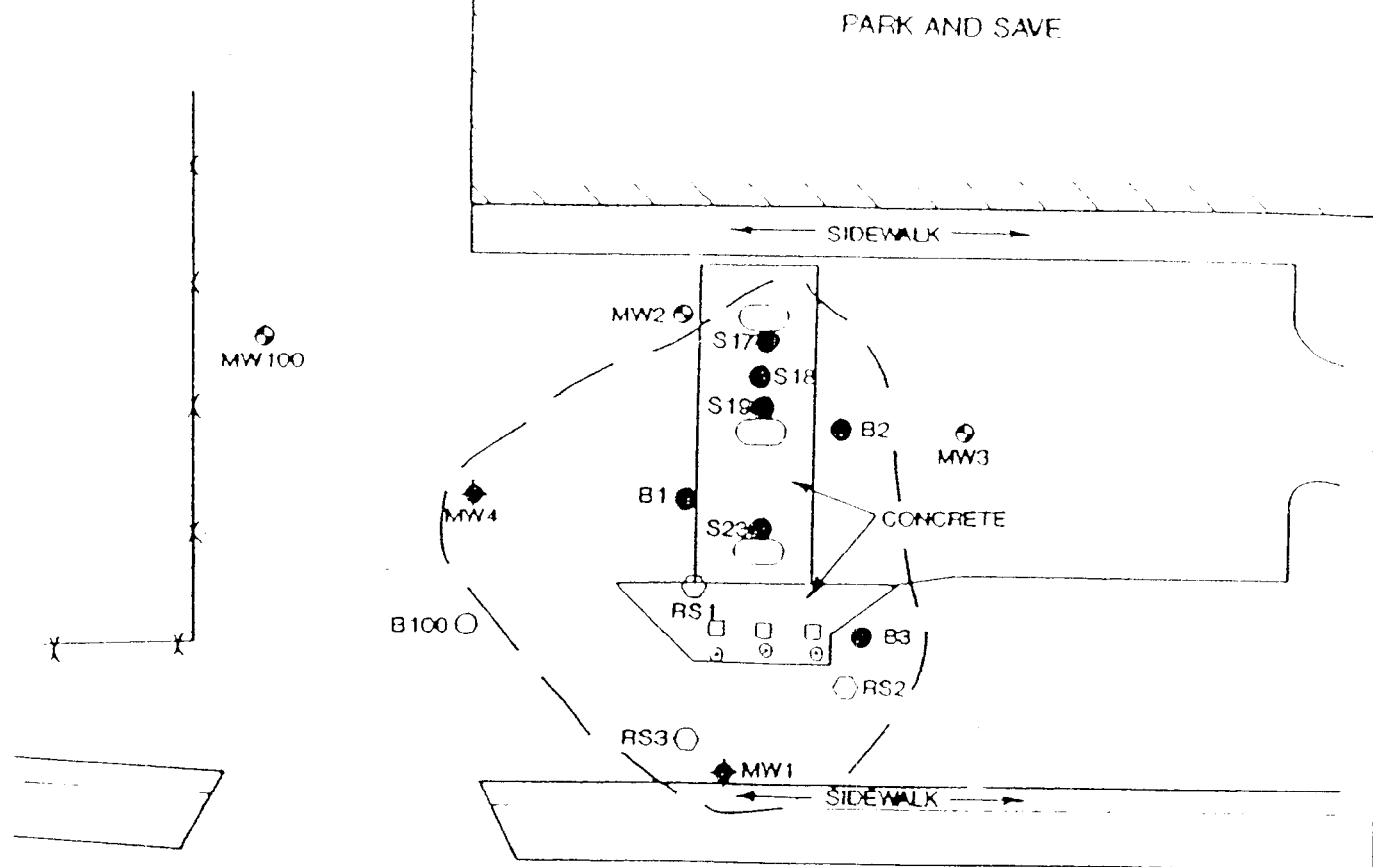 PARK AND SAVE
SIDEWALK
MW2
S17
MW100
S18
S19
B2
MW3
B1
MW4
S23
CONCRETE
RS1
B100
B3
RS2
RS3
MW1
SIDEWALK